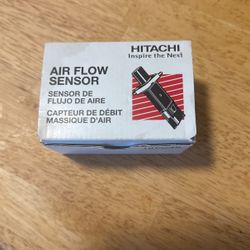 HITACHI
Inspire the Next
AIR FLOW
SENSOR
SENSOR DE
FLUJO DE AIRE
CAPTEUR DE DÉBIT
MASSIQUE D'AIR